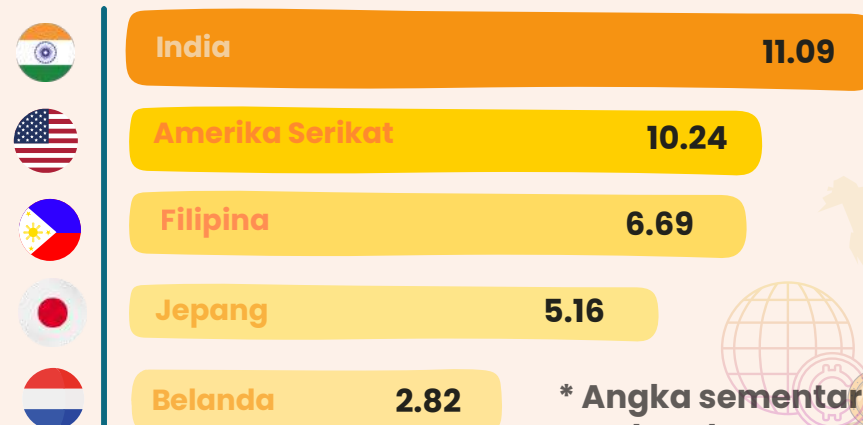 India 11.09
Amerika Serikat 10.24
Filipina 6.69
Jepang 5.16
Belanda 2.82
* Angka sementar